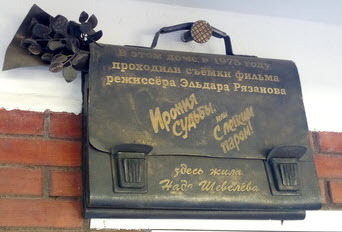 В этом доме в 1975 году
проходили съёмки фильма
режиссёра Эльдара Рязанова
Ирония
судьбы,
или
С лёгким
паром!
здесь жила
Надя Шевелёва